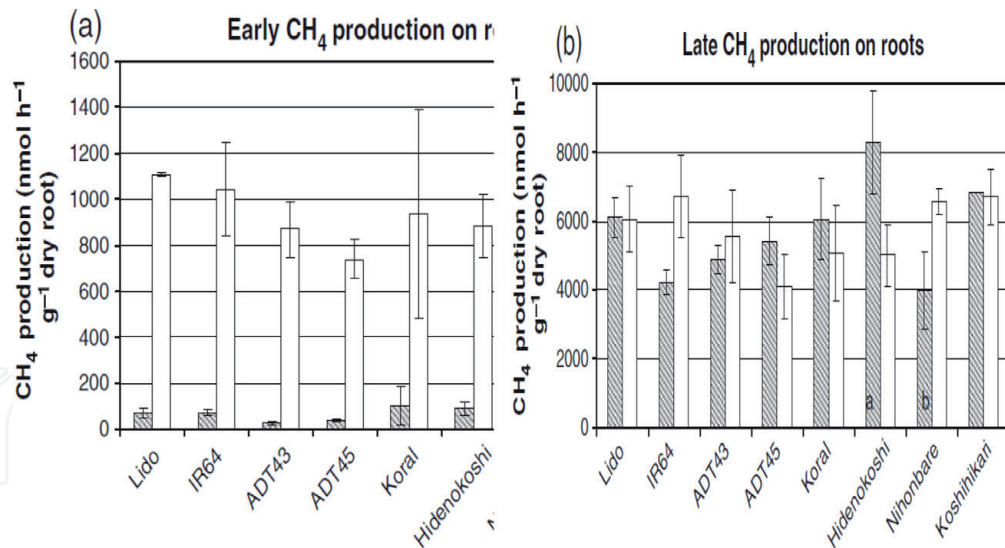 (a)
Early CH₄ production on r
CH₄ production (nmol h⁻¹
g⁻¹ dry root)
1600
1400
1200
1000
800
600
400
200
0
Lido
IR64
ADT43
ADT45
Koral
Hidenokoshi
(b)
Late CH₄ production on roots
CH₄ production (nmol h⁻¹
g⁻¹ dry root)
10000
8000
6000
4000
2000
0
a
b
Lido
IR64
ADT43
ADT45
Koral
Hidenokoshi
Nihonbare
Koshihikari